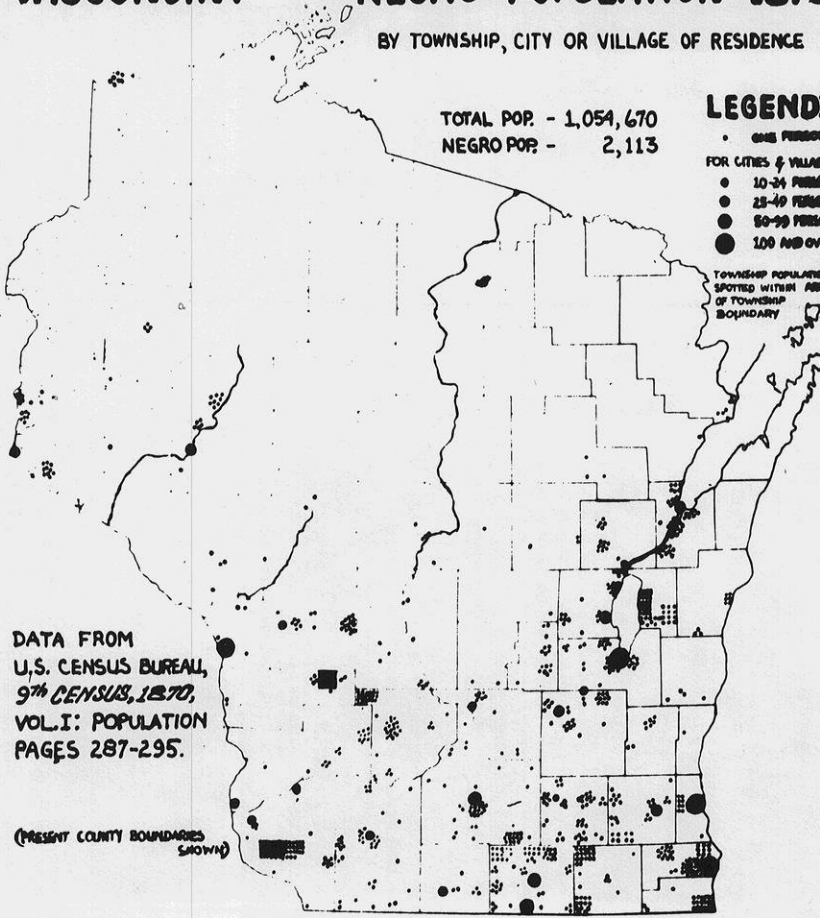 BY TOWNSHIP, CITY OR VILLAGE OF RESIDENCE
TOTAL POP. - 1,054,670
NEGRO POP. - 2,113
LEGEND
ONE
FOR CITIES &
10-24
25-49
50-99
100 AND
TOWNSHIP
SPOTTED WITHIN
OF TOWNSHIP
BOUNDARY
DATA FROM
U.S. CENSUS BUREAU,
9th CENSUS, 1870,
VOL. I: POPULATION
PAGES 287-295.
(PRESENT COUNTY BOUNDARIES
SHOWN)